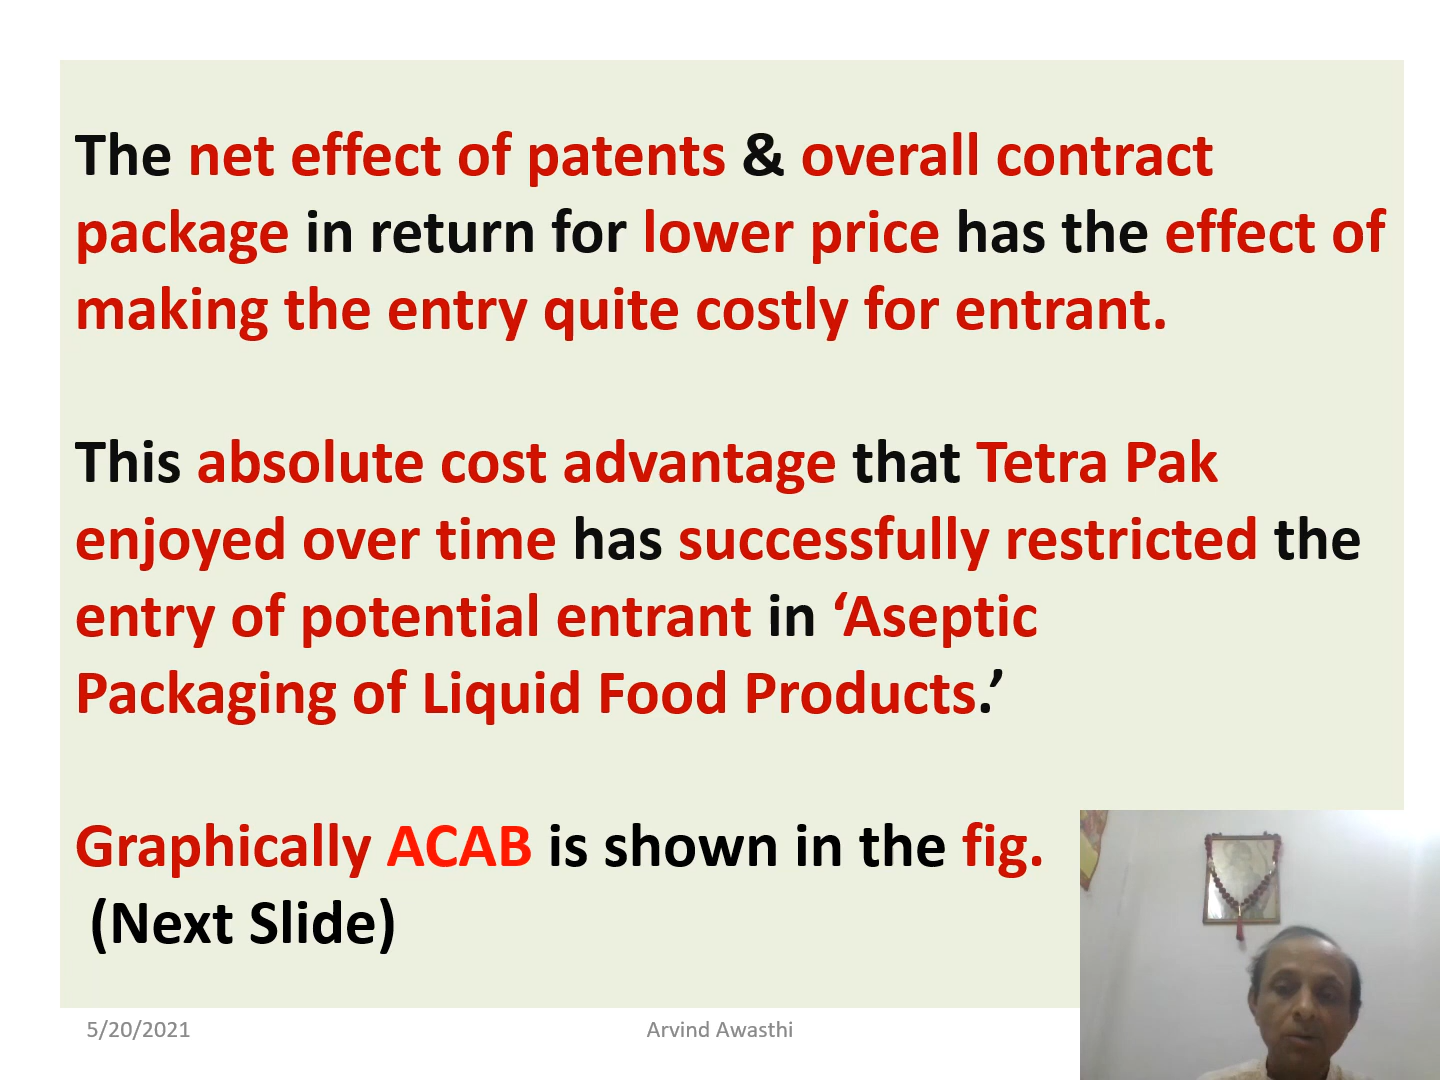 The net effect of patents & overall contract
package in return for lower price has the effect of
making the entry quite costly for entrant.
This absolute cost advantage that Tetra Pak
enjoyed over time has successfully restricted the
entry of potential entrant in ‘Aseptic
Packaging of Liquid Food Products.’
Graphically ACAB is shown in the fig.
(Next Slide)
5/20/2021
Arvind Awasthi